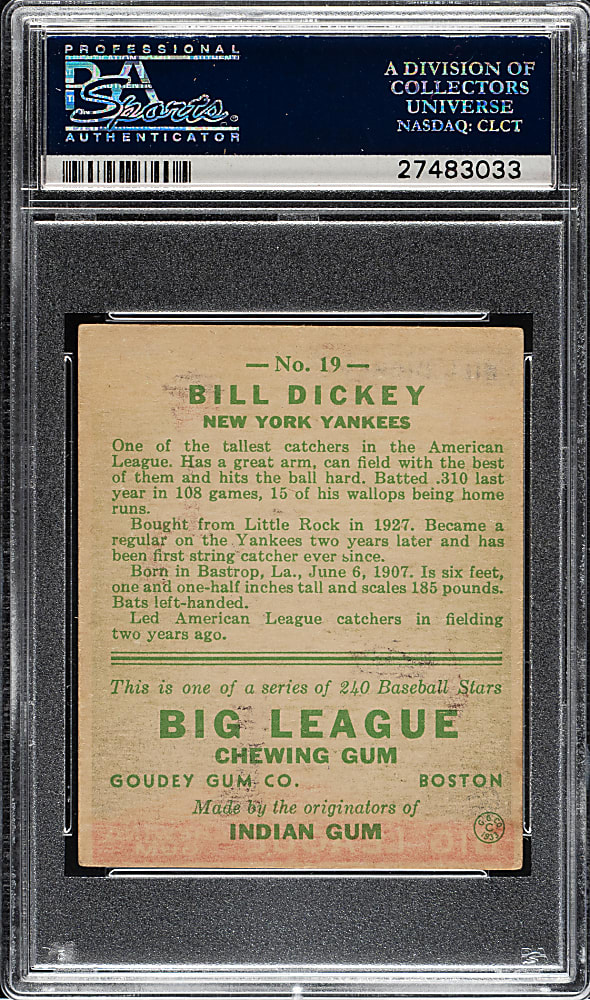 PROFESSIONAL
PSA
Sports
AUTHENTICATOR
A DIVISION OF
COLLECTORS
UNIVERSE
NASDAQ: CLCT
27483033
— No. 19 —
BILL DICKEY
NEW YORK YANKEES
One of the tallest catchers in the American
League. Has a great arm, can field with the best
of them and hits the ball hard. Batted .310 last
year in 108 games, 15 of his wallops being home
runs.
Bought from Little Rock in 1927. Became a
regular on the Yankees two years later and has
been first string catcher ever since.
Born in Bastrop, La., June 6, 1907. Is six feet,
one and one-half inches tall and scales 185 pounds.
Bats left-handed.
Led American League catchers in fielding
two years ago.
This is one of a series of 240 Baseball Stars
BIG LEAGUE
CHEWING GUM
GOUDEY GUM CO. BOSTON
Made by the originators of
INDIAN GUM
G.G.CO.
C
1933